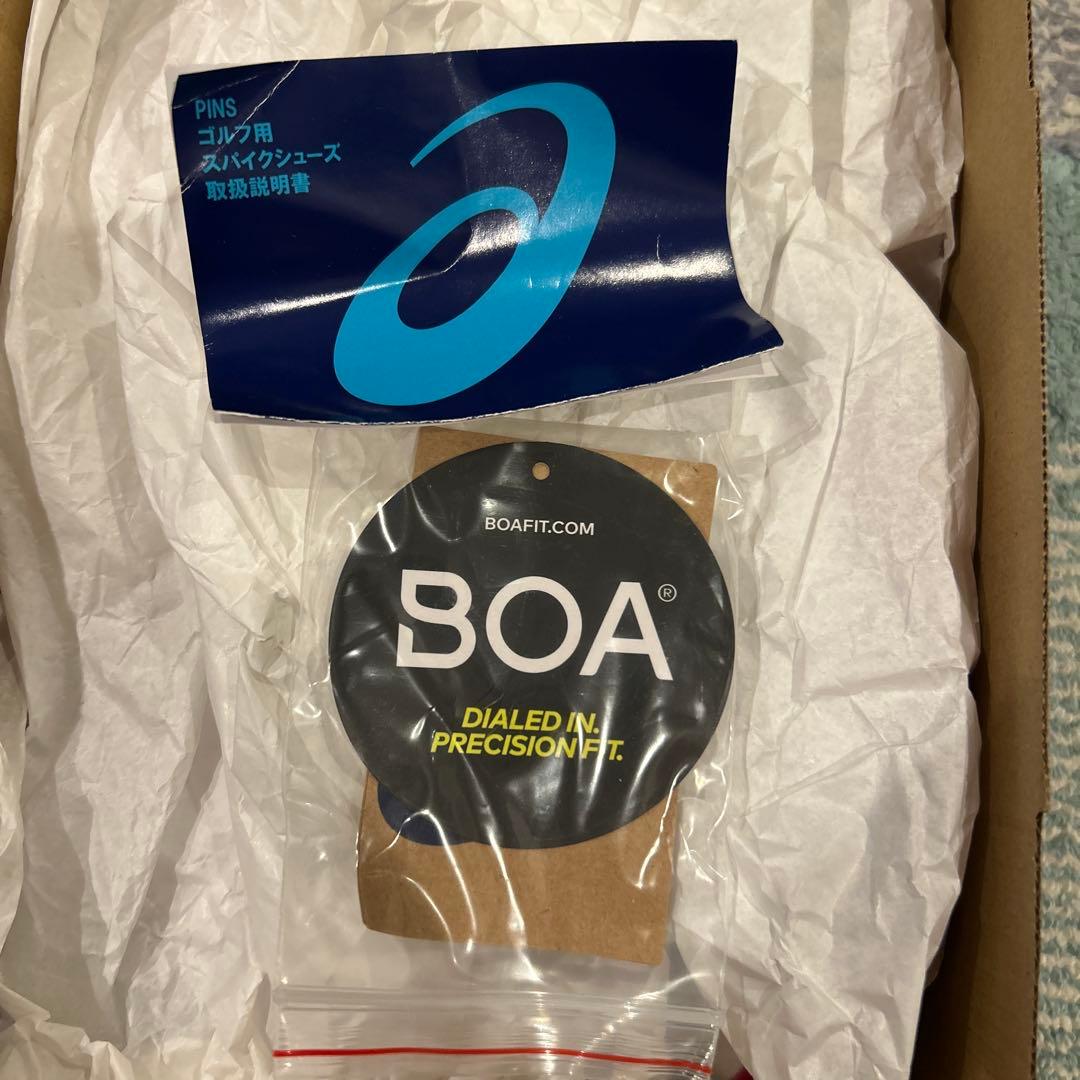 PINS
ゴルフ用
スパイクシューズ
取扱説明書
BOAFIT.COM
BOA®
DIALED IN.
PRECISION FIT.